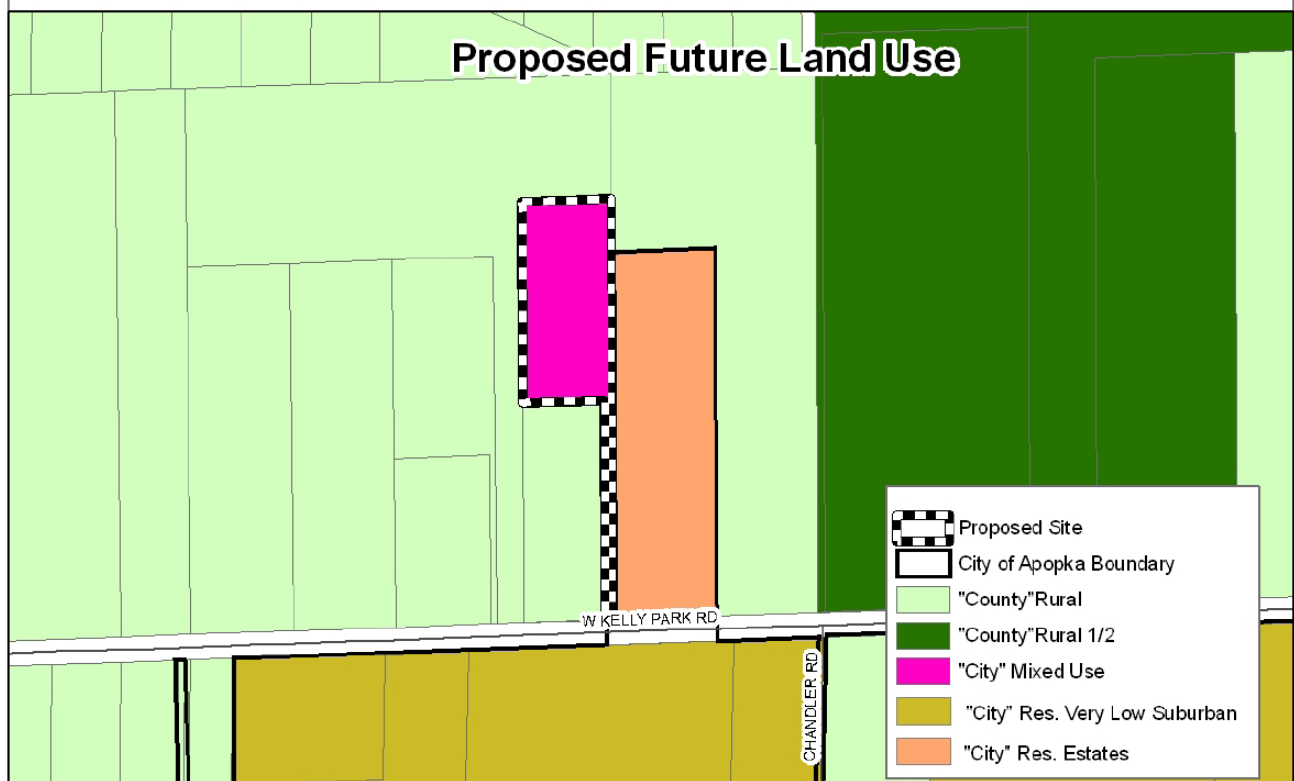 Proposed Future Land Use
W KELLY PARK RD
CHANDLER RD
Proposed Site
City of Apopka Boundary
"County"Rural
"County"Rural 1/2
"City" Mixed Use
"City" Res. Very Low Suburban
"City" Res. Estates